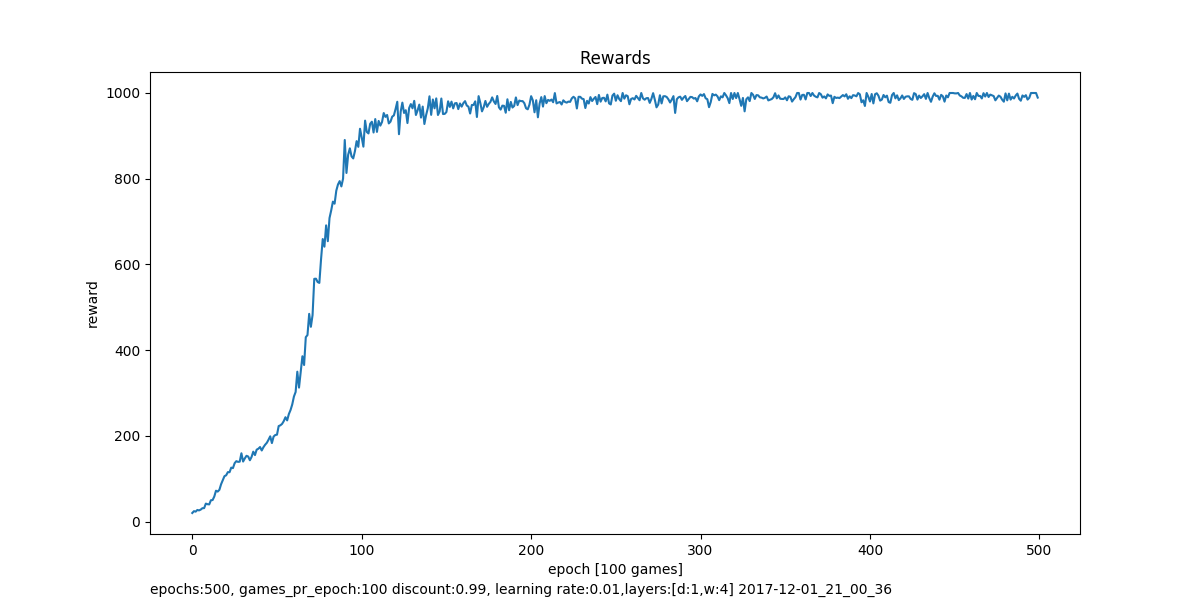 Rewards
1000
800
600
400
200
0
reward
0 100 200 300 400 500
epoch [100 games]
epochs:500, games_pr_epoch:100 discount:0.99, learning rate:0.01,layers:[d:1,w:4] 2017-12-01_21_00_36